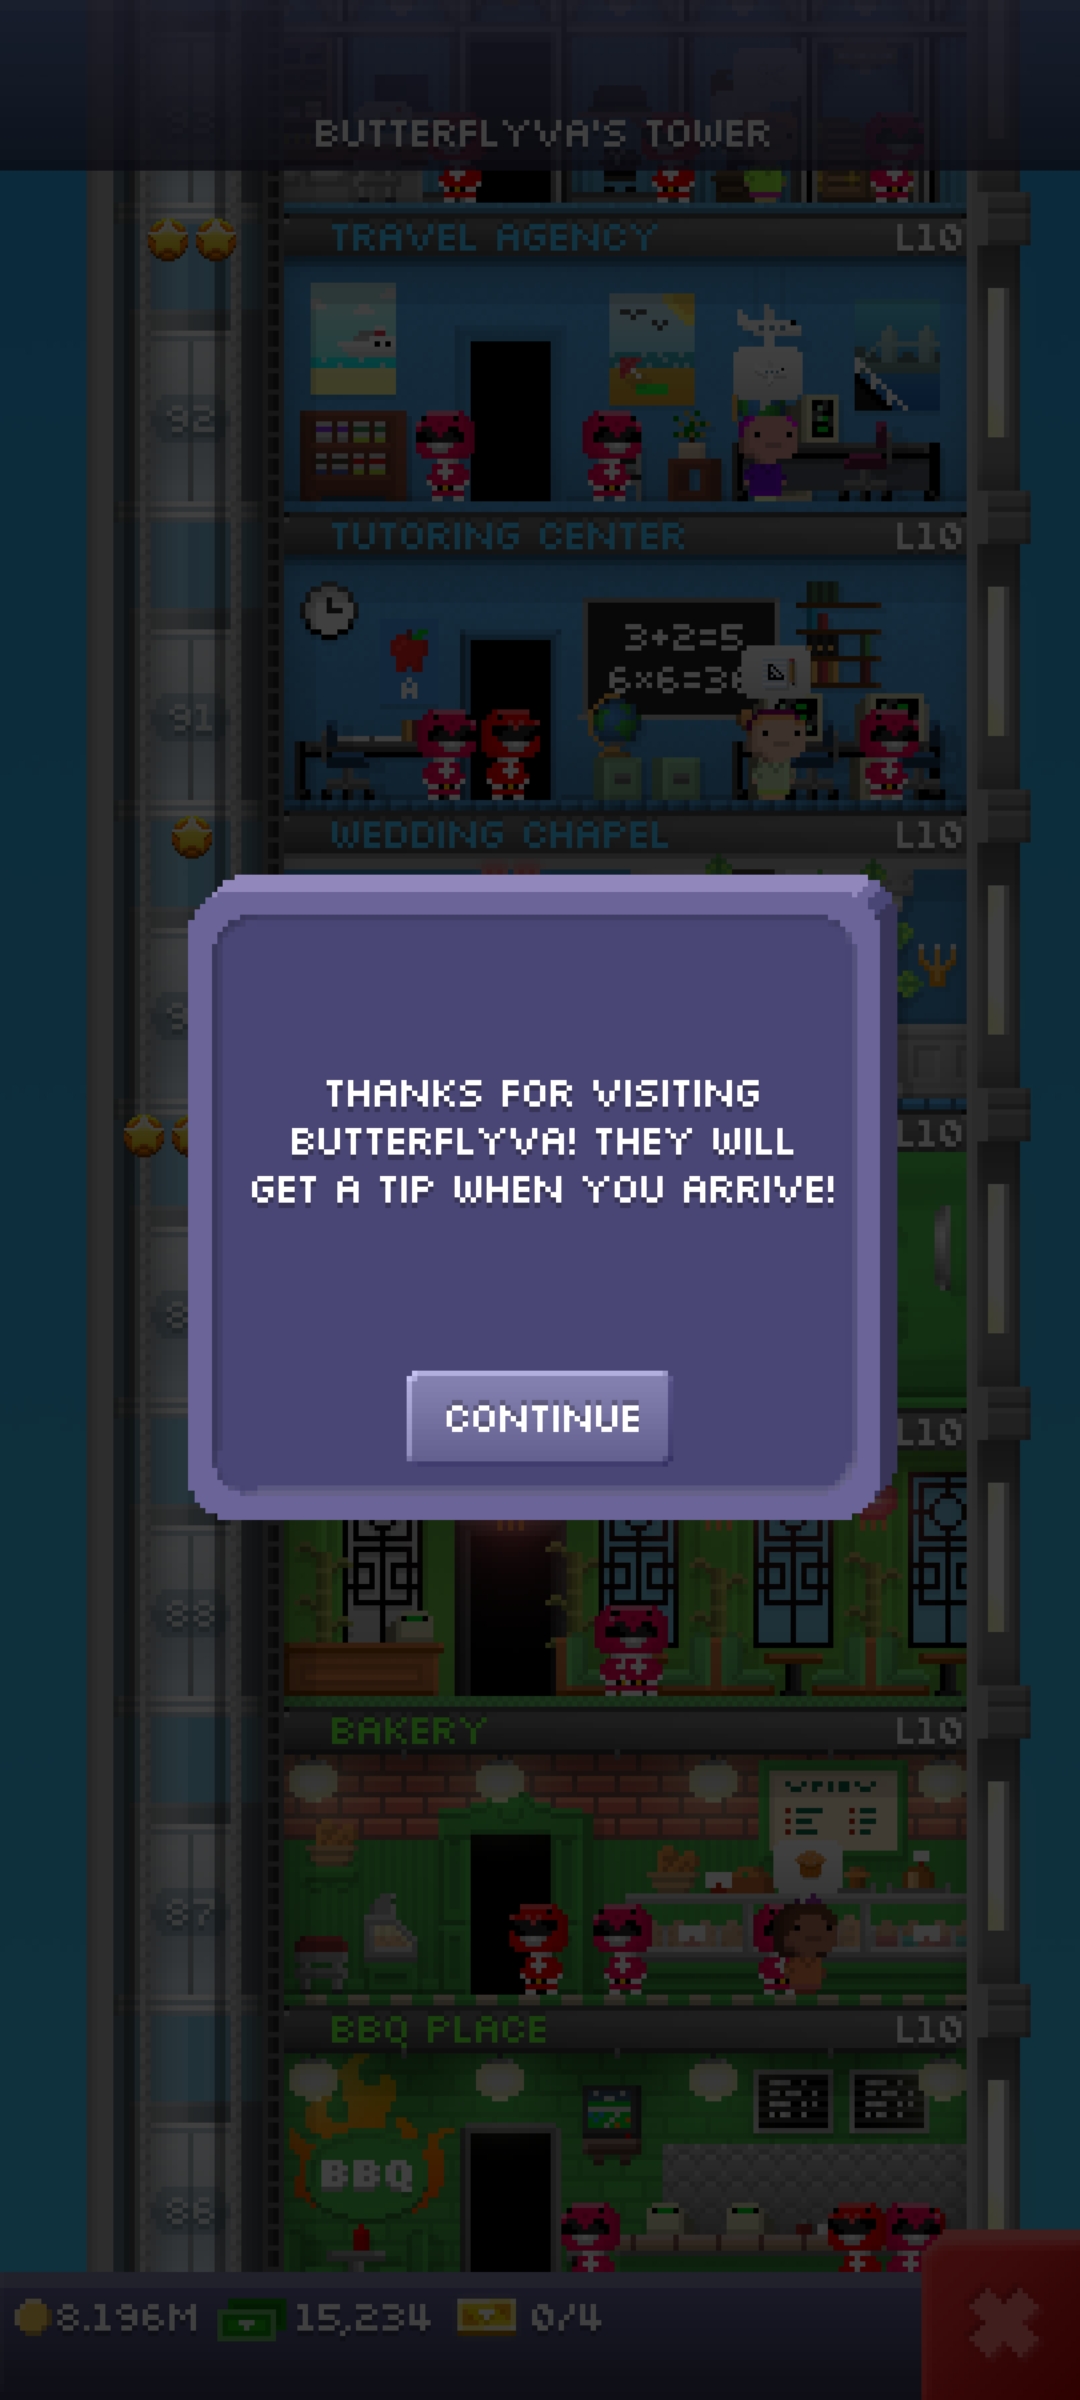 BUTTERFLYVA'S TOWER
TRAVEL AGENCY L10
92
TUTORING CENTER L10
3+2=5
6×6=3
A
91
WEDDING CHAPEL L10
L10
THANKS FOR VISITING
BUTTERFLYVA! THEY WILL
GET A TIP WHEN YOU ARRIVE!
CONTINUE
L10
88
BAKERY L10
87
BBQ PLACE L10
BBQ
86
8.196M 15,234 0/4